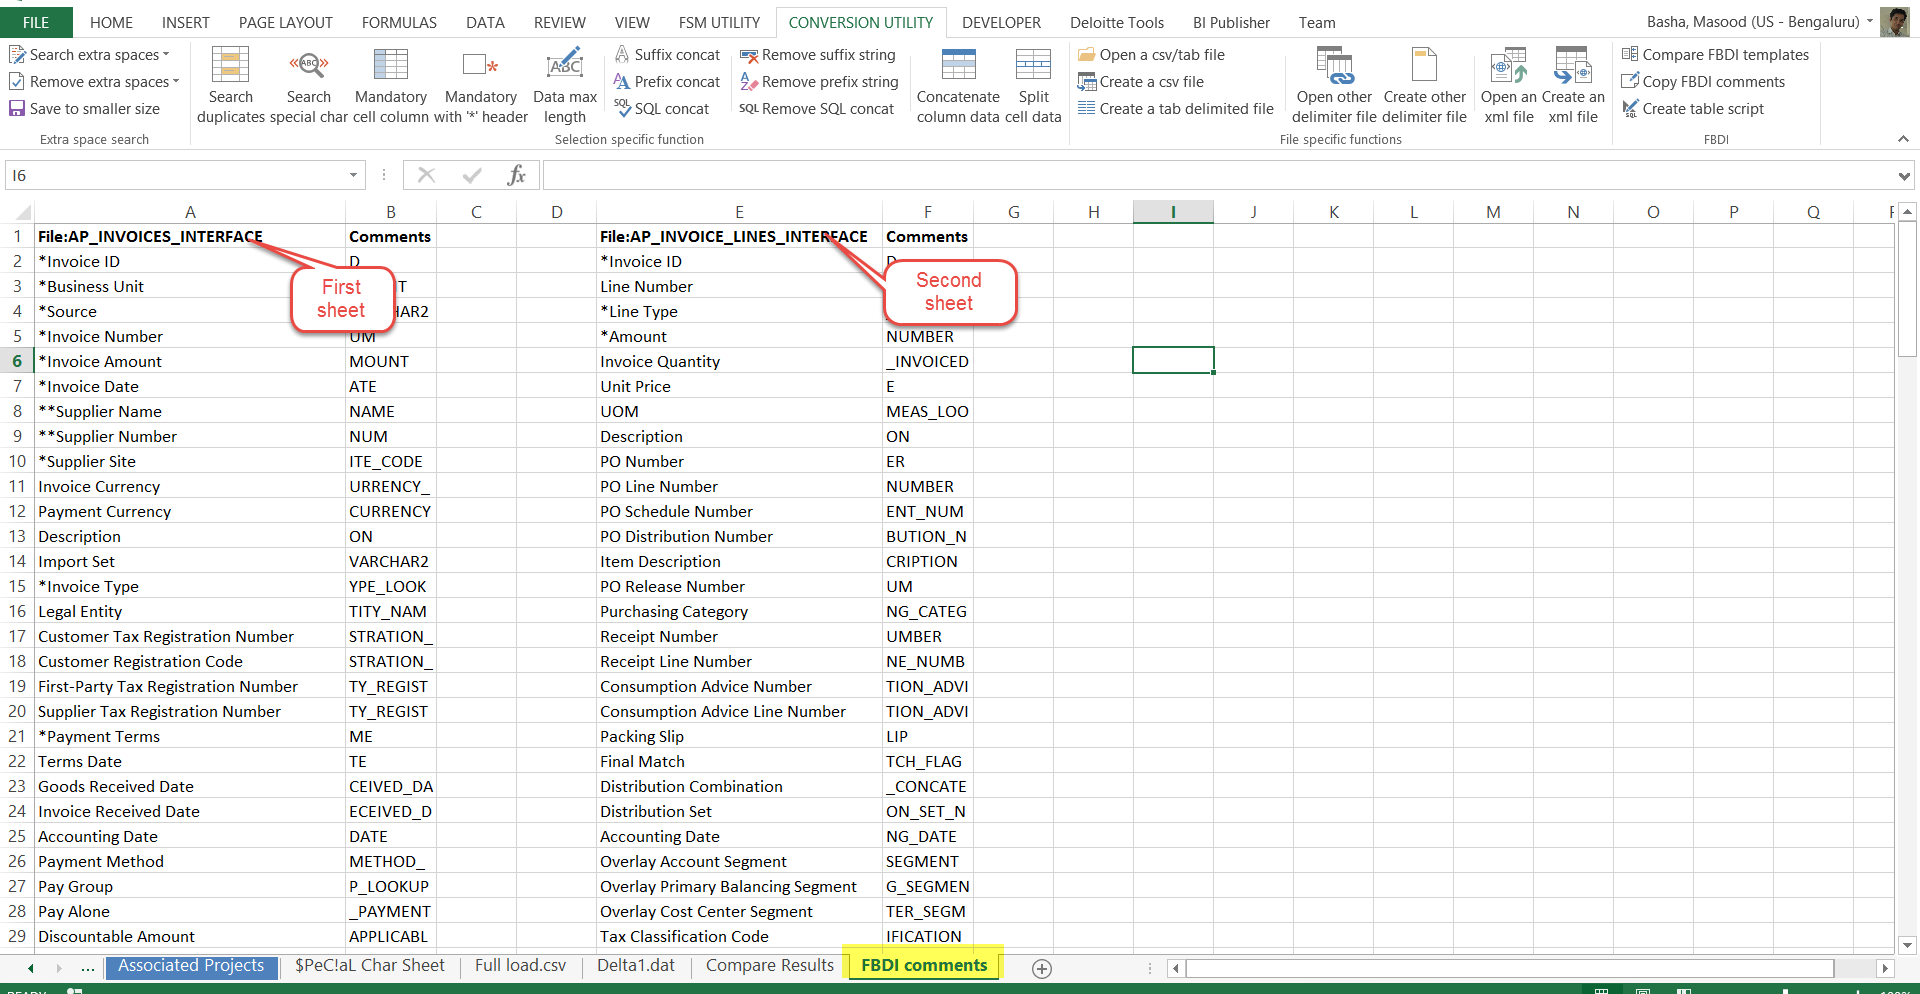 FILE HOME INSERT PAGE LAYOUT FORMULAS DATA REVIEW VIEW FSM UTILITY CONVERSION UTILITY DEVELOPER Deloitte Tools BI Publisher Team Basha, Masood (US - Bengaluru)
Search extra spaces
Remove extra spaces
Save to smaller size
Extra space search
Search duplicates
Search special char
Mandatory cell column
Mandatory with '*' header
Data max length
Suffix concat
Prefix concat
SQL concat
Remove suffix string
Remove prefix string
Remove SQL concat
Selection specific function
Concatenate column data
Split cell data
Open a csv/tab file
Create a csv file
Create a tab delimited file
Open other delimiter file
Create other delimiter file
Open an xml file
Create an xml file
File specific functions
Compare FBDI templates
Copy FBDI comments
Create table script
FBDI
I6 fx
A B C D E F G H I J K L M N O P Q
1 File:AP_INVOICES_INTERFACE Comments File:AP_INVOICE_LINES_INTERFACE Comments
2 *Invoice ID D *Invoice ID
3 *Business Unit T Line Number
4 *Source HAR2 *Line Type
5 *Invoice Number UM *Amount NUMBER
6 *Invoice Amount MOUNT Invoice Quantity _INVOICED
7 *Invoice Date ATE Unit Price E
8 **Supplier Name NAME UOM MEAS_LOO
9 **Supplier Number NUM Description ON
10 *Supplier Site ITE_CODE PO Number ER
11 Invoice Currency URRENCY_ PO Line Number NUMBER
12 Payment Currency CURRENCY PO Schedule Number ENT_NUM
13 Description ON PO Distribution Number BUTION_N
14 Import Set VARCHAR2 Item Description CRIPTION
15 *Invoice Type YPE_LOOK PO Release Number UM
16 Legal Entity TITY_NAM Purchasing Category NG_CATEG
17 Customer Tax Registration Number STRATION_ Receipt Number UMBER
18 Customer Registration Code STRATION_ Receipt Line Number NE_NUMB
19 First-Party Tax Registration Number TY_REGIST Consumption Advice Number TION_ADVI
20 Supplier Tax Registration Number TY_REGIST Consumption Advice Line Number TION_ADVI
21 *Payment Terms ME Packing Slip LIP
22 Terms Date TE Final Match TCH_FLAG
23 Goods Received Date CEIVED_DA Distribution Combination _CONCATE
24 Invoice Received Date ECEIVED_D Distribution Set ON_SET_N
25 Accounting Date DATE Accounting Date NG_DATE
26 Payment Method METHOD_ Overlay Account Segment SEGMENT
27 Pay Group P_LOOKUP Overlay Primary Balancing Segment G_SEGMEN
28 Pay Alone _PAYMENT Overlay Cost Center Segment TER_SEGM
29 Discountable Amount APPLICABL Tax Classification Code IFICATION
First
sheet
Second
sheet
... Associated Projects $PeC!aL Char Sheet Full load.csv Delta1.dat Compare Results FBDI comments